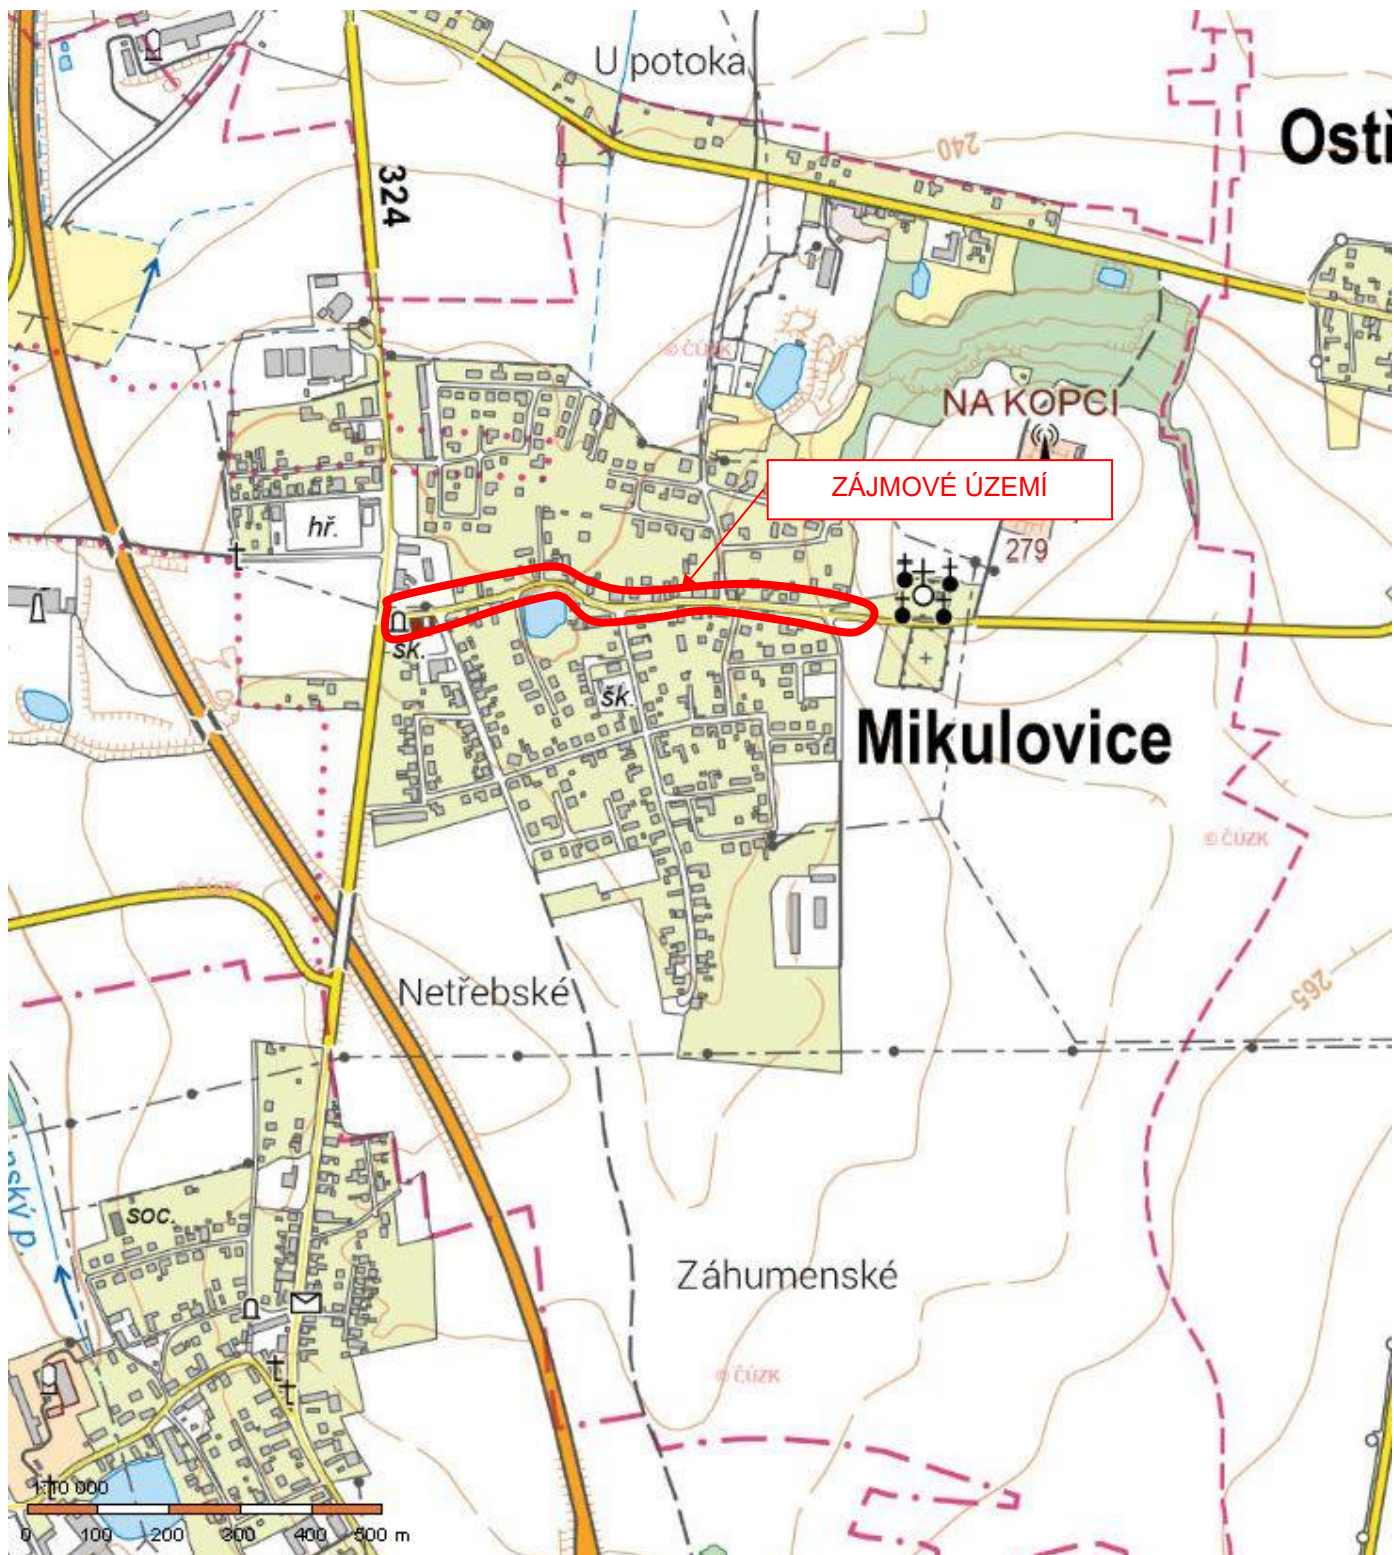 U potoka
Ostř
240
324
© ČÚZK
NA KOPCI
ZÁJMOVÉ ÚZEMÍ
hř.
279
šk.
šk.
Mikulovice
© ČÚZK
© ČÚZK
Netřebské
265
nský p.
soc.
Záhumenské
© ČÚZK
1:10 000
0 100 200 300 400 500 m